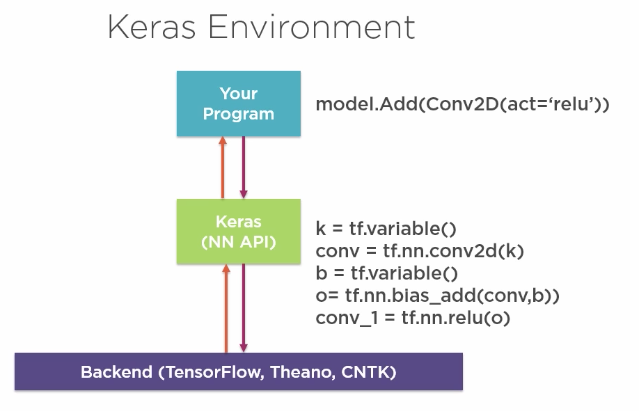 Keras Environment
Your
Program
model.Add(Conv2D(act=‘relu’))
Keras
(NN API)
k = tf.variable()
conv = tf.nn.conv2d(k)
b = tf.variable()
o= tf.nn.bias_add(conv,b))
conv_1 = tf.nn.relu(o)
Backend (TensorFlow, Theano, CNTK)